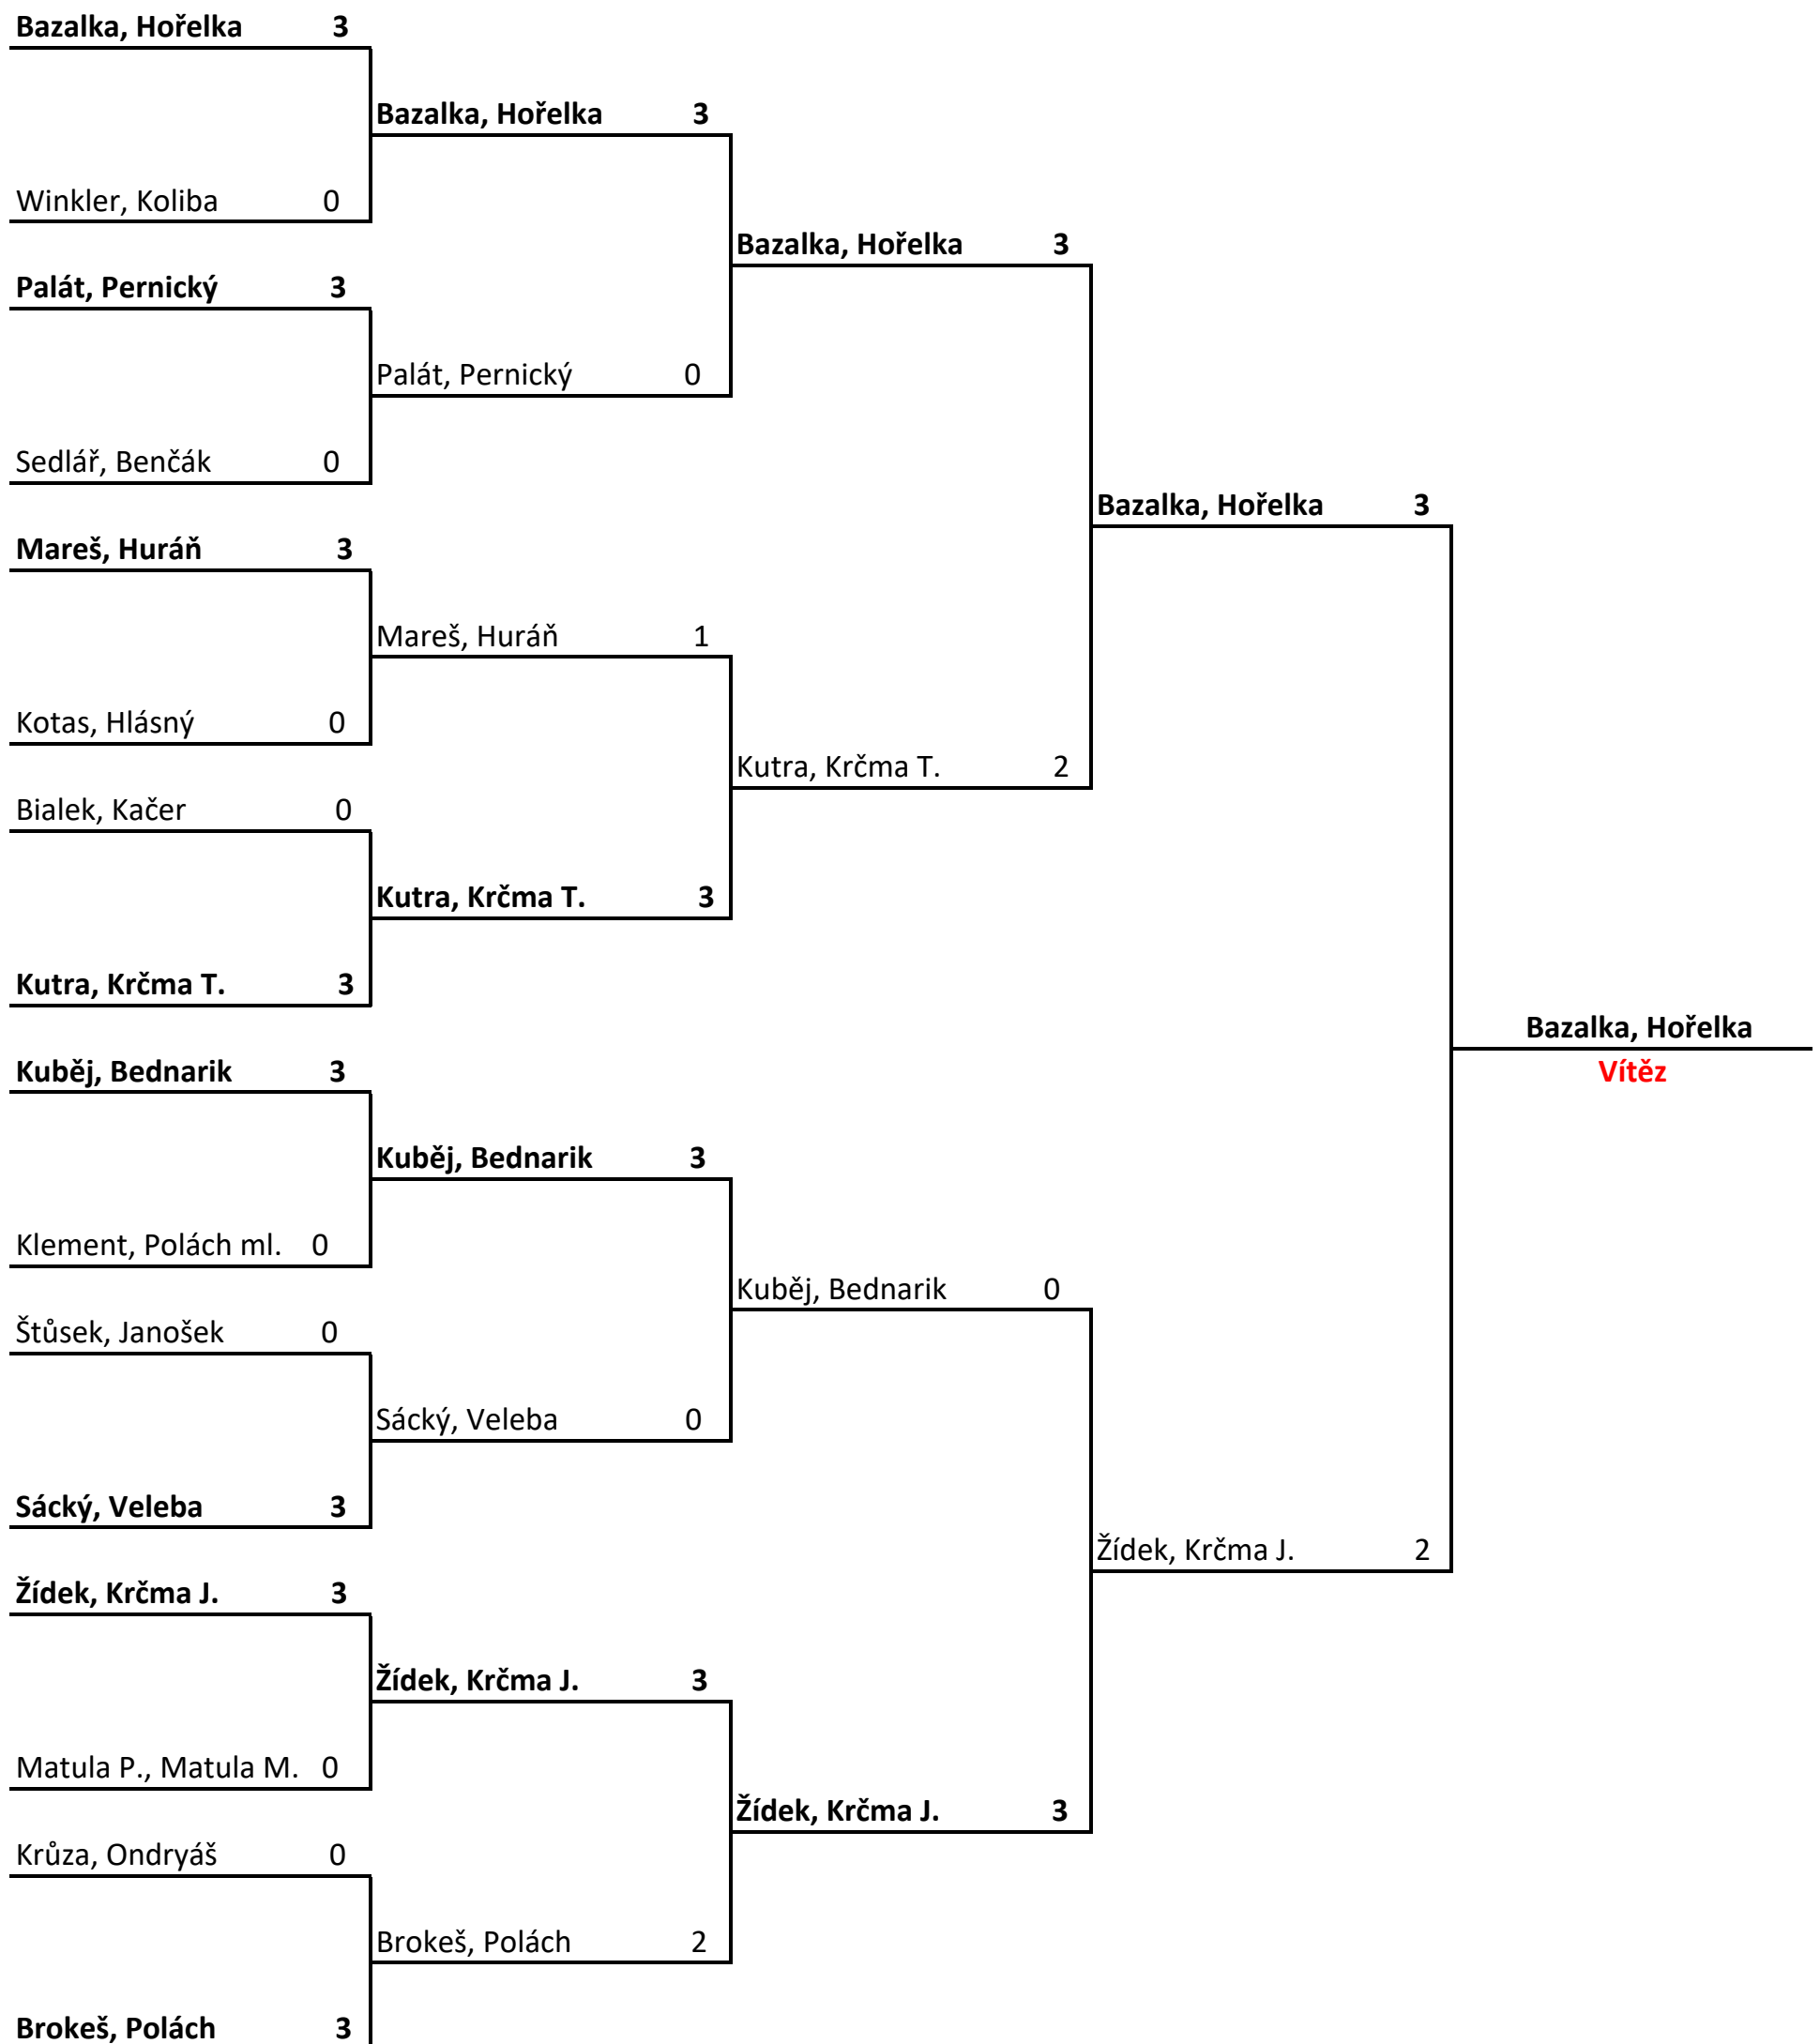 Bazalka, Hořelka 3
Bazalka, Hořelka 3
Winkler, Koliba 0
Bazalka, Hořelka 3
Palát, Pernický 3
Palát, Pernický 0
Sedlář, Benčák 0
Bazalka, Hořelka 3
Mareš, Huráň 3
Mareš, Huráň 1
Kotas, Hlásný 0
Kutra, Krčma T. 2
Bialek, Kačer 0
Kutra, Krčma T. 3
Kutra, Krčma T. 3
Bazalka, Hořelka
Kuběj, Bednarik 3
Vítěz
Kuběj, Bednarik 3
Klement, Polách ml. 0
Kuběj, Bednarik 0
Štůsek, Janošek 0
Sácký, Veleba 0
Sácký, Veleba 3
Žídek, Krčma J. 2
Žídek, Krčma J. 3
Žídek, Krčma J. 3
Matula P., Matula M. 0
Žídek, Krčma J. 3
Krůza, Ondryáš 0
Brokeš, Polách 2
Brokeš, Polách 3